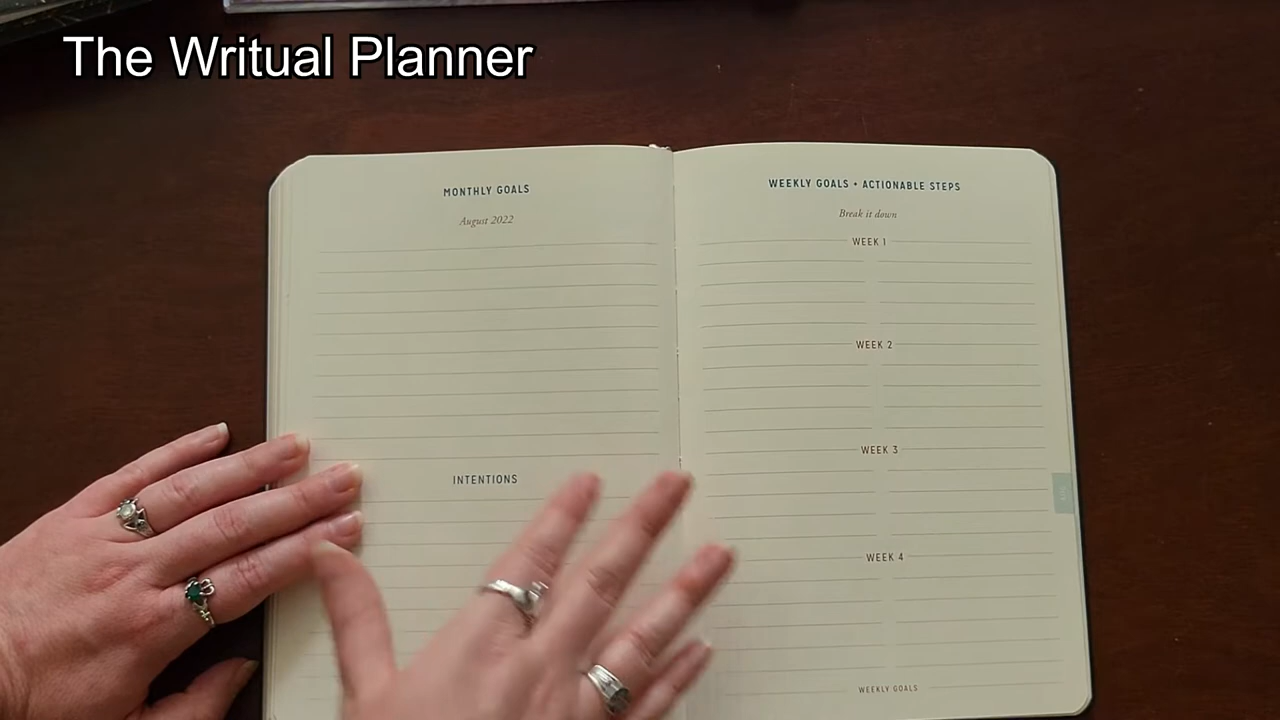 The Writual Planner
MONTHLY GOALS
August 2022
INTENTIONS
WEEKLY GOALS • ACTIONABLE STEPS
Break it down
WEEK 1
WEEK 2
WEEK 3
WEEK 4
WEEKLY GOALS